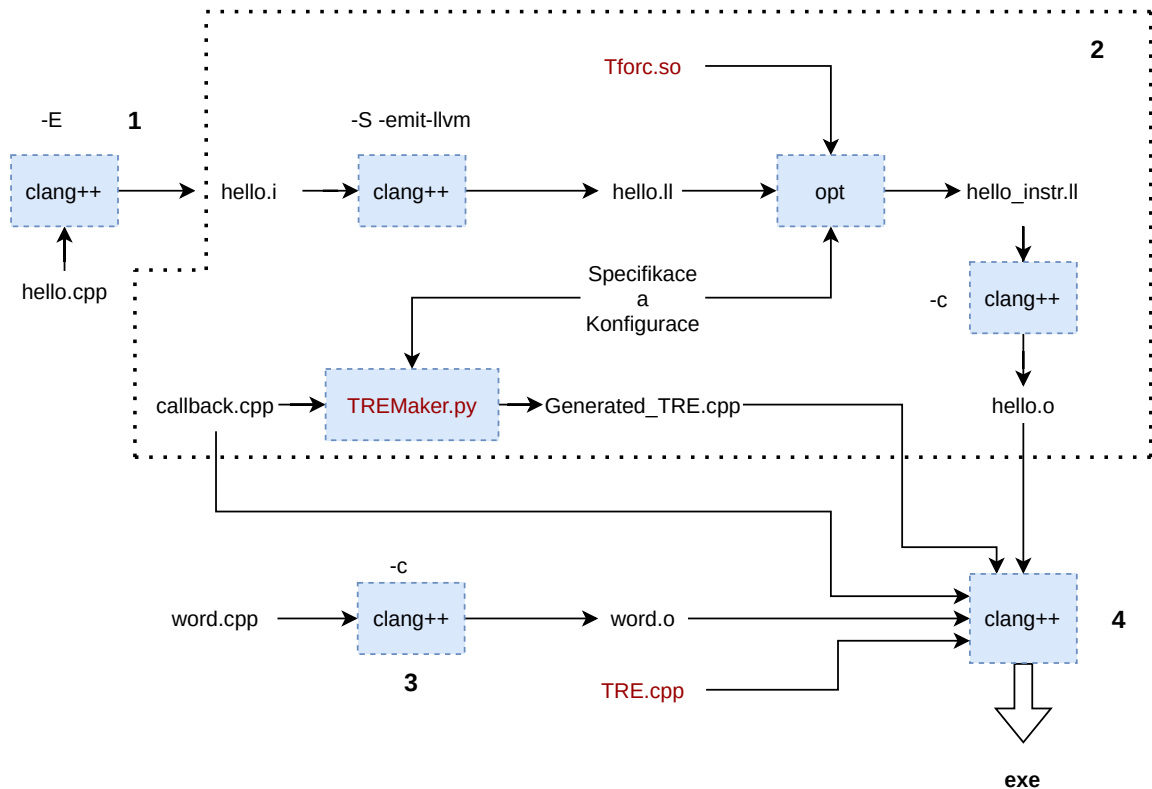 2
Tforc.so
-E
1
-S -emit-llvm
clang++
hello.i
clang++
hello.ll
opt
hello_instr.ll
hello.cpp
Specifikace
a
Konfigurace
-c
clang++
callback.cpp
TREMaker.py
Generated_TRE.cpp
hello.o
-c
word.cpp
clang++
word.o
clang++
4
3
TRE.cpp
exe